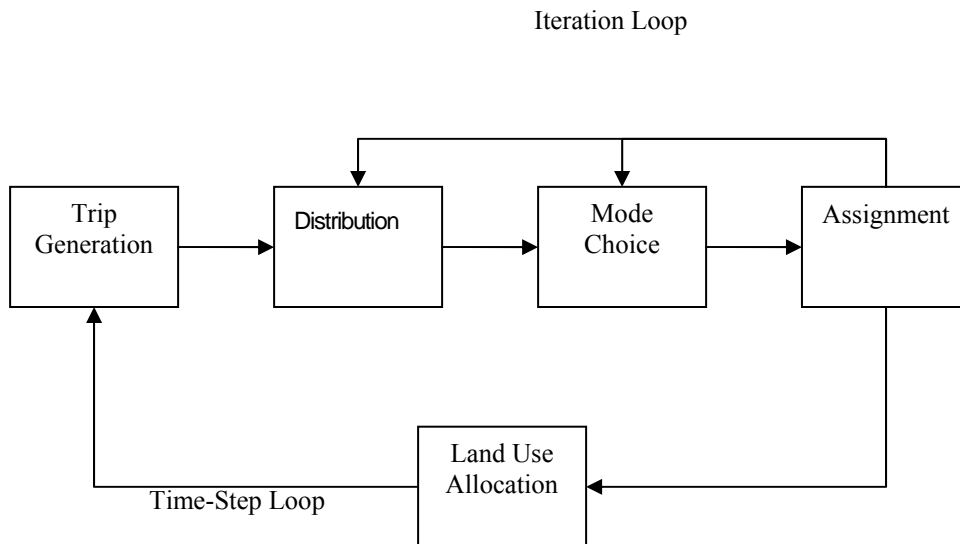 Iteration Loop
Trip
Generation
Distribution
Mode
Choice
Assignment
Land Use
Allocation
Time-Step Loop